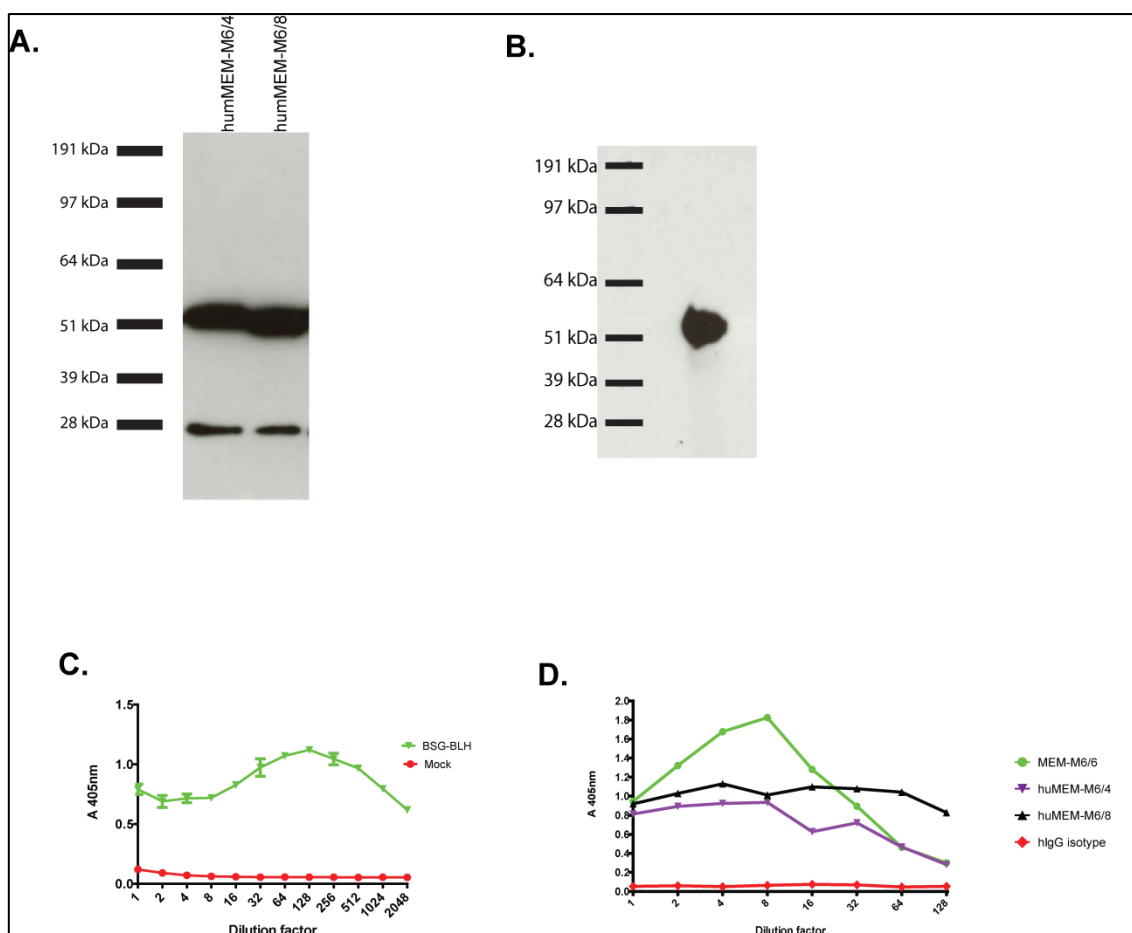 A.
humMEM-M6/4
humMEM-M6/8
191 kDa
97 kDa
64 kDa
51 kDa
39 kDa
28 kDa
B.
191 kDa
97 kDa
64 kDa
51 kDa
39 kDa
28 kDa
C.
1.5
1.0
0.5
0.0
A 405nm
1 2 4 8 16 32 64 128 256 512 1024 2048
Dilution factor
BSG-BLH
Mock
D.
2.0
1.8
1.6
1.4
1.2
1.0
0.8
0.6
0.4
0.2
0.0
A 405nm
1 2 4 8 16 32 64 128
Dilution factor
MEM-M6/6
huMEM-M6/4
huMEM-M6/8
hIgG isotype